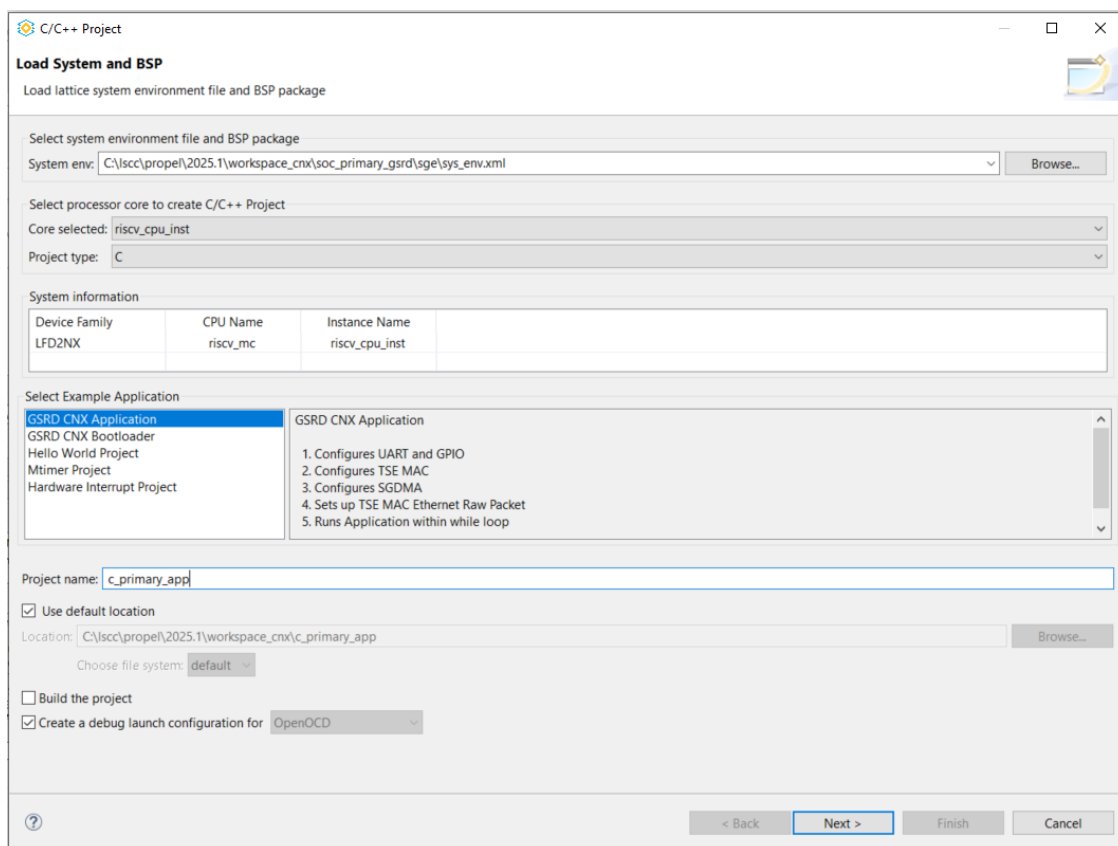 C/C++ Project
Load System and BSP
Load lattice system environment file and BSP package
Select system environment file and BSP package
System env: C:\lscc\propel\2025.1\workspace_cnx\soc_primary_gsrd\sge\sys_env.xml Browse...
Select processor core to create C/C++ Project
Core selected: riscv_cpu_inst
Project type: C
System information
Device Family CPU Name Instance Name
LFD2NX riscv_mc riscv_cpu_inst
Select Example Application
GSRD CNX Application
GSRD CNX Bootloader
Hello World Project
Mtimer Project
Hardware Interrupt Project
GSRD CNX Application
1. Configures UART and GPIO
2. Configures TSE MAC
3. Configures SGDMA
4. Sets up TSE MAC Ethernet Raw Packet
5. Runs Application within while loop
Project name: c_primary_app
Use default location
Location: C:\lscc\propel\2025.1\workspace_cnx\c_primary_app Browse...
Choose file system: default
Build the project
Create a debug launch configuration for OpenOCD
? < Back Next > Finish Cancel